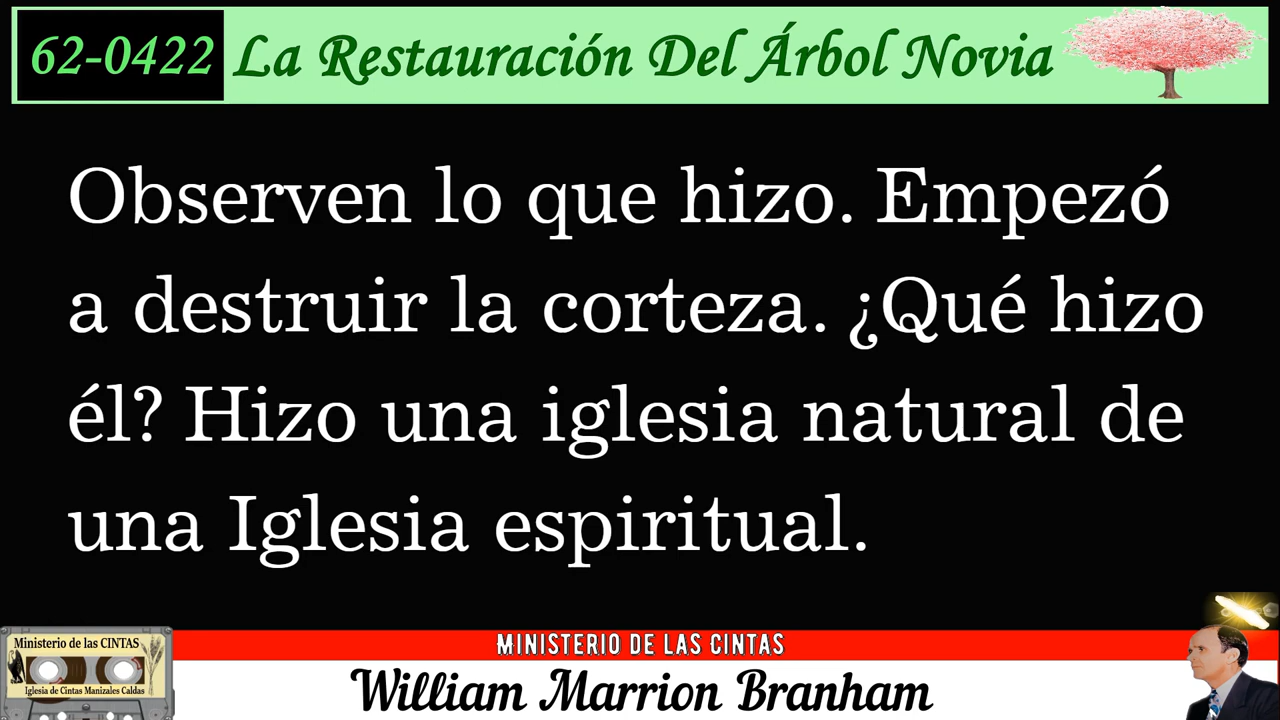 62-0422 La Restauración Del Árbol Novia
Observen lo que hizo. Empezó
a destruir la corteza. ¿Qué hizo
él? Hizo una iglesia natural de
una Iglesia espiritual.
MINISTERIO DE LAS CINTAS
Ministerio de las CINTAS
Iglesia de Cintas Manizales Caldas
William Marrion Branham